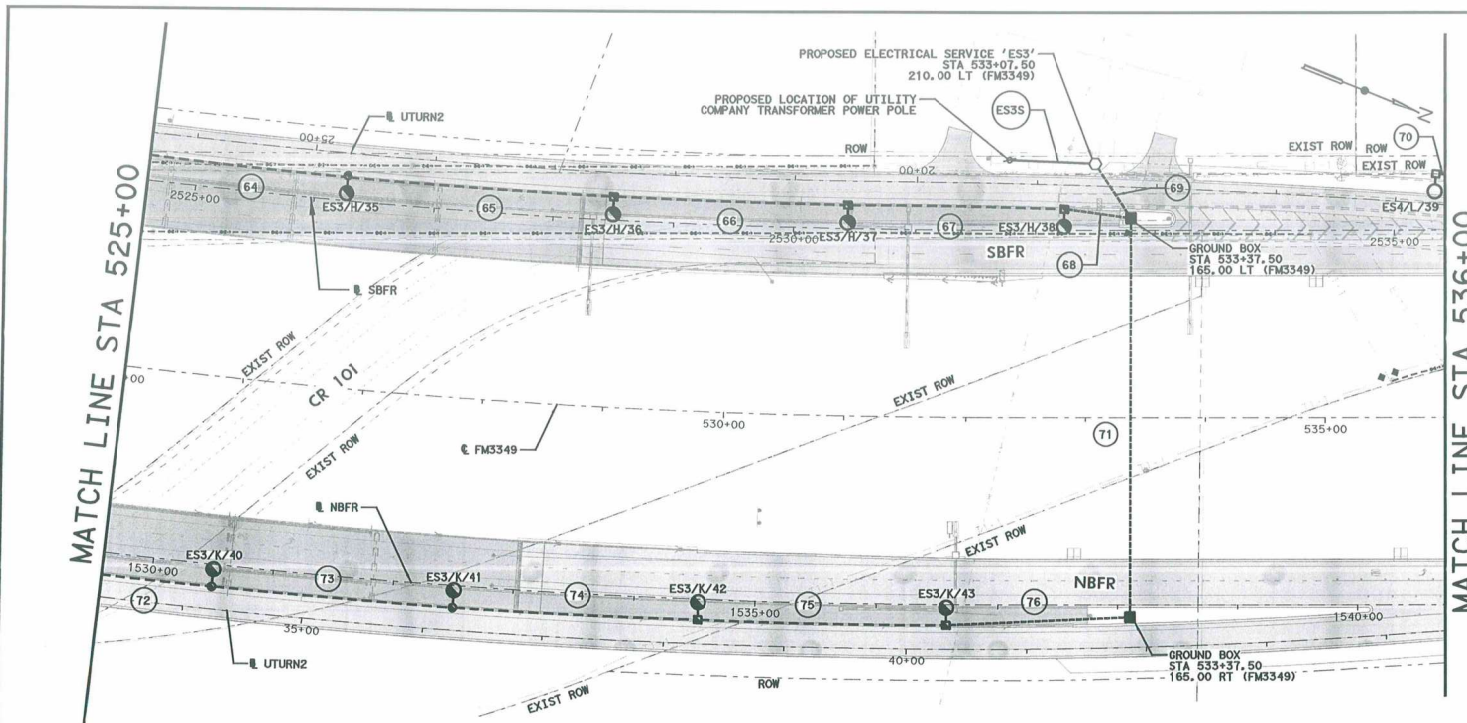 MATCH LINE STA 525+00
PROPOSED ELECTRICAL SERVICE 'ES3'
STA 533+07.50
210.00 LT (FM3349)
PROPOSED LOCATION OF UTILITY
COMPANY TRANSFORMER POWER POLE
ES3S
℄ UTURN2
25+00
ROW
20+00
EXIST ROW
ROW
EXIST ROW
70
N
64
2525+00
ES3/H/35
65
ES3/H/36
66
2530+00
ES3/H/37
67
ES3/H/38
69
68
SBFR
ES4/L/39
2535+00
GROUND BOX
STA 533+37.50
165.00 LT (FM3349)
℄ SBFR
EXIST ROW
CR 101
EXIST ROW
+00
℄ FM3349
530+00
EXIST ROW
71
535+00
EXIST ROW
℄ NBFR
ES3/K/40
1530+00
72
73
ES3/K/41
74
ES3/K/42
1535+00
75
ES3/K/43
76
NBFR
1540+00
35+00
40+00
℄ UTURN2
EXIST ROW
ROW
GROUND BOX
STA 533+37.50
165.00 RT (FM3349)
MATCH LINE STA 536+00